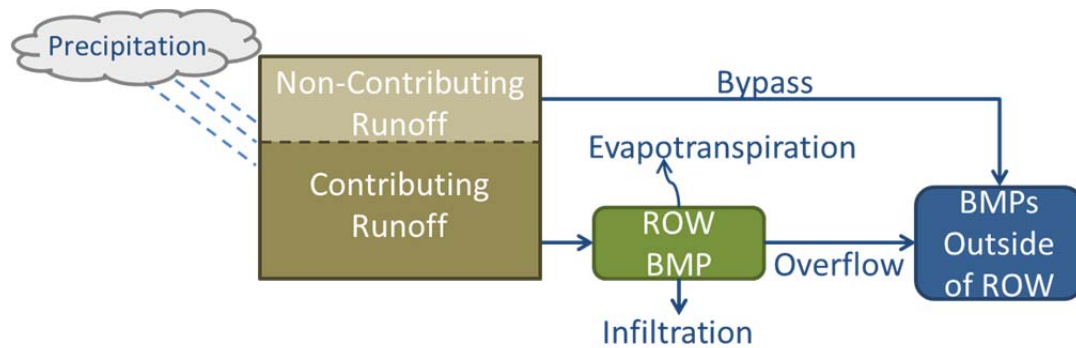 Precipitation
Non-Contributing
Runoff
Bypass
Evapotranspiration
Contributing
Runoff
ROW
BMP
Overflow
BMPs
Outside
of ROW
Infiltration